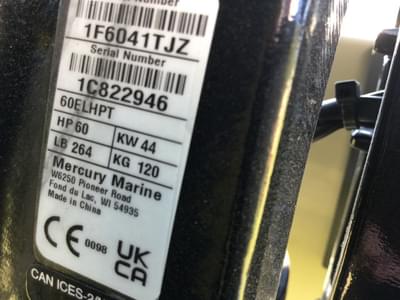 Number
1F6041TJZ
Serial Number
1C822946
60ELHPT
HP 60 KW 44
LB 264 KG 120
Mercury Marine
W6250 Pioneer Road
Fond du Lac, WI 54935
Made in China
CE 0098 UK CA
CAN ICES-2